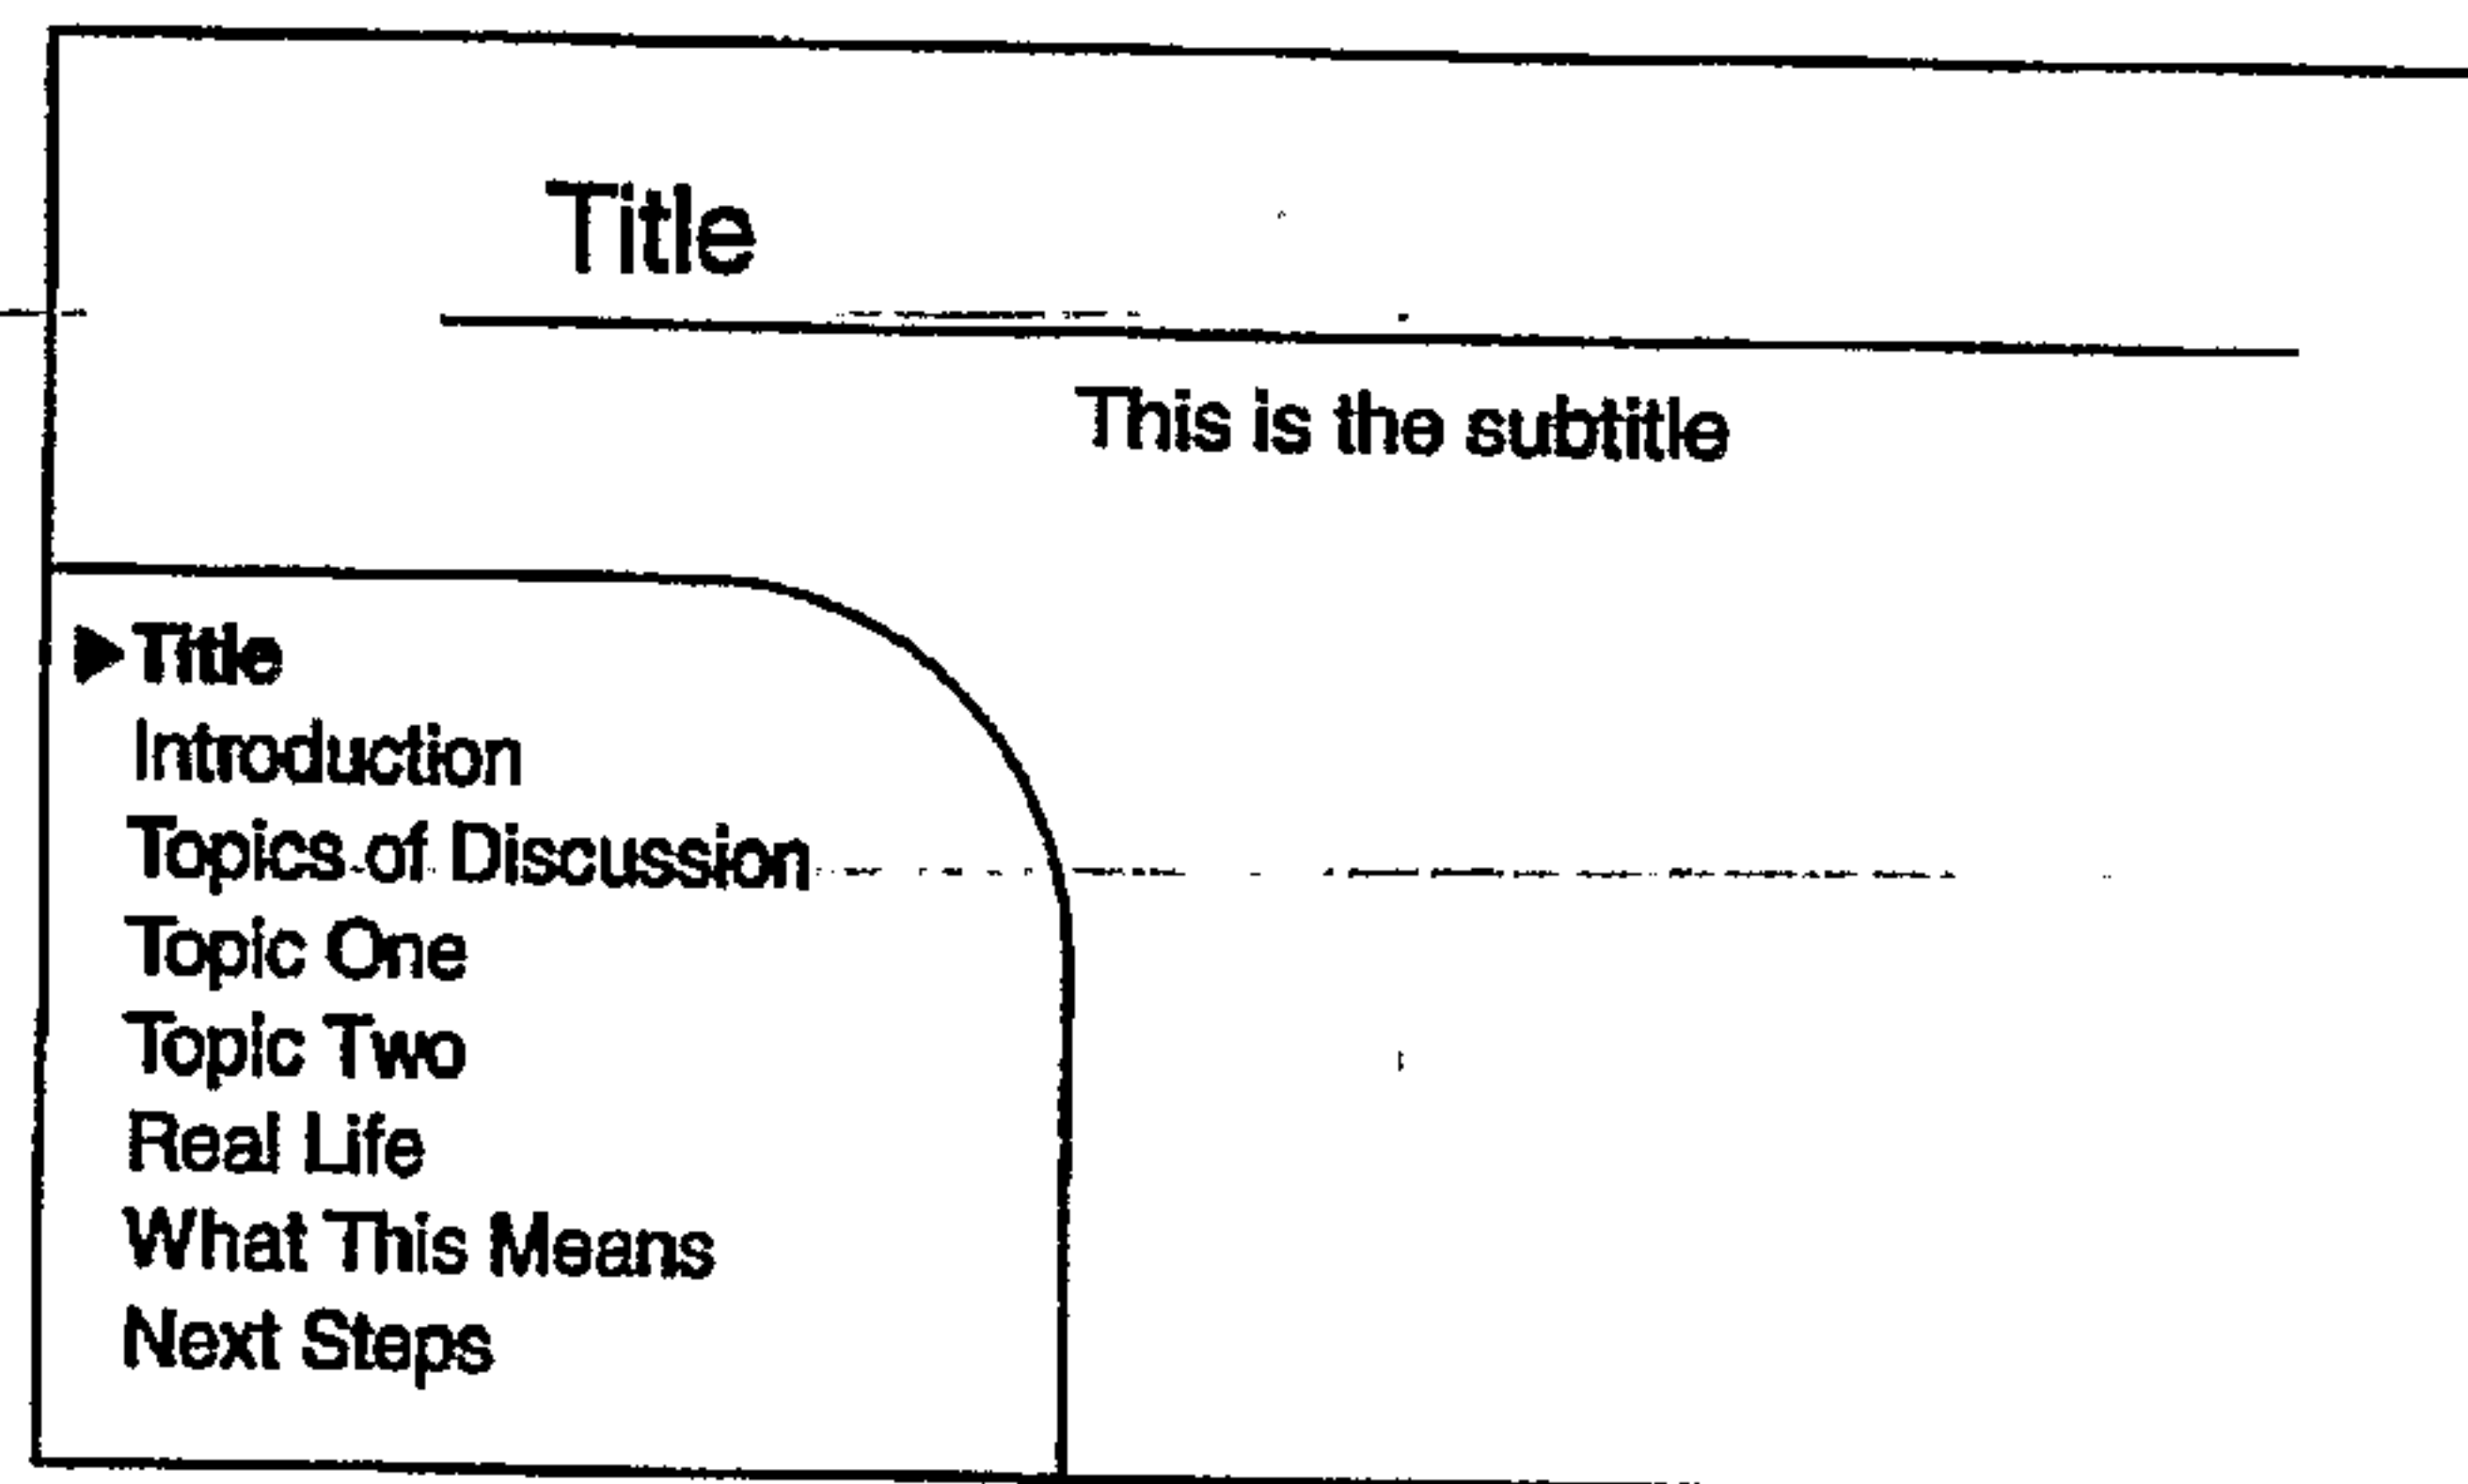 Title
This is the subtitle
Title
Introduction
Topics of Discussion
Topic One
Topic Two
Real Life
What This Means
Next Steps